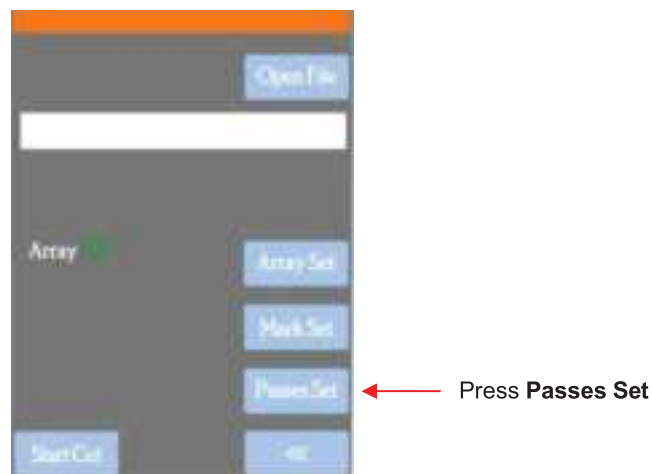 Open File
Array
Array Set
Mark Set
Passes Set
Press Passes Set
Start Cut
<<